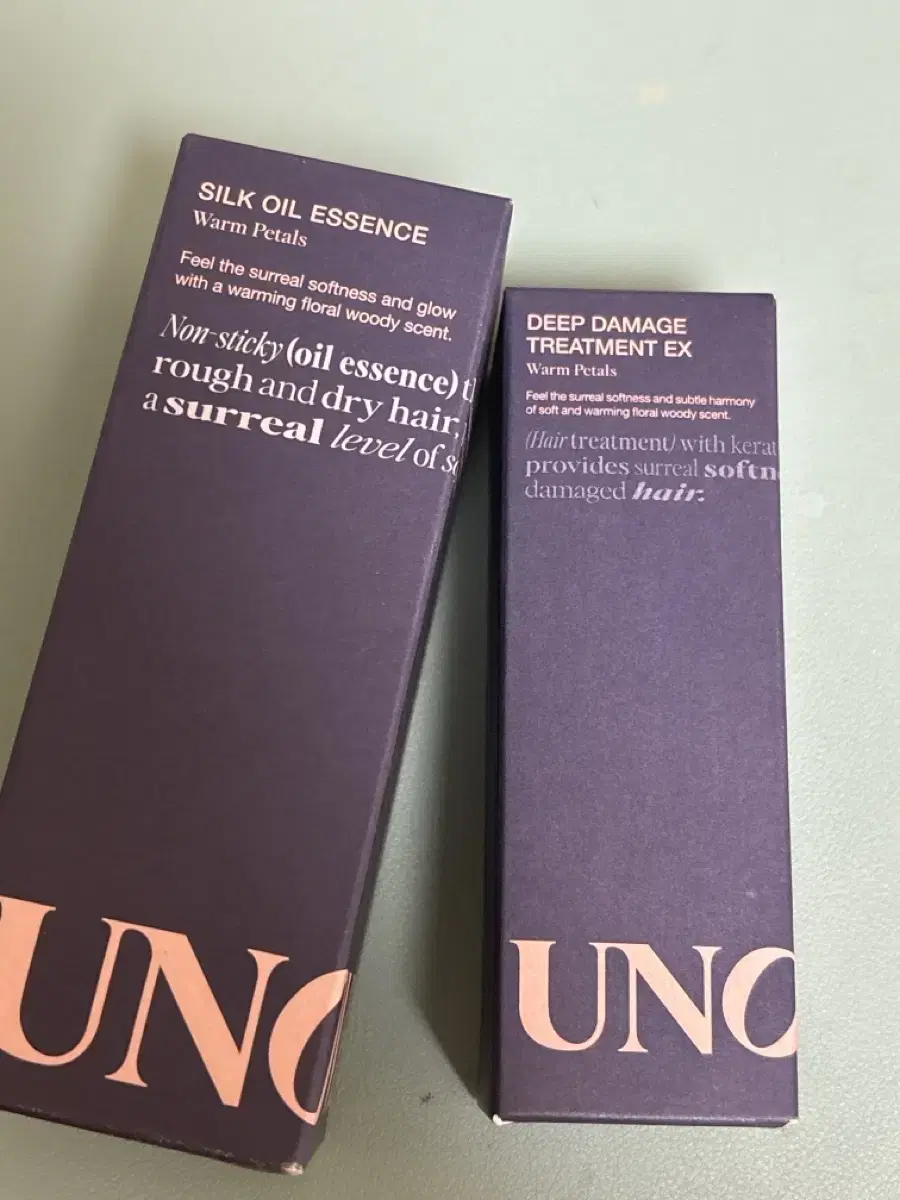 SILK OIL ESSENCE
Warm Petals
Feel the surreal softness and glow
with a warming floral woody scent.
Non-sticky (oil essence)
rough and dry hair,
a surreal level of
UNO
DEEP DAMAGE
TREATMENT EX
Warm Petals
Feel the surreal softness and subtle harmony
of soft and warming floral woody scent.
(Hair treatment) with kerat
provides surreal softn
damaged hair.
UNO